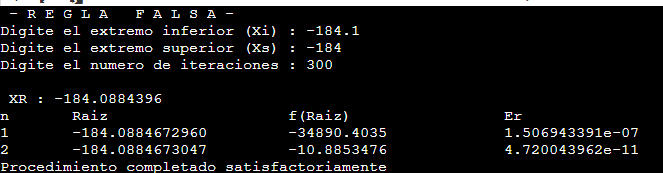 - R E G L A   F A L S A -
Digite el extremo inferior (Xi) : -184.1
Digite el extremo superior (Xs) : -184
Digite el numero de iteraciones : 300
XR : -184.0884396
n Raiz f(Raiz) Er
1 -184.0884672960 -34890.4035 1.506943391e-07
2 -184.0884673047 -10.8853476 4.720043962e-11
Procedimiento completado satisfactoriamente